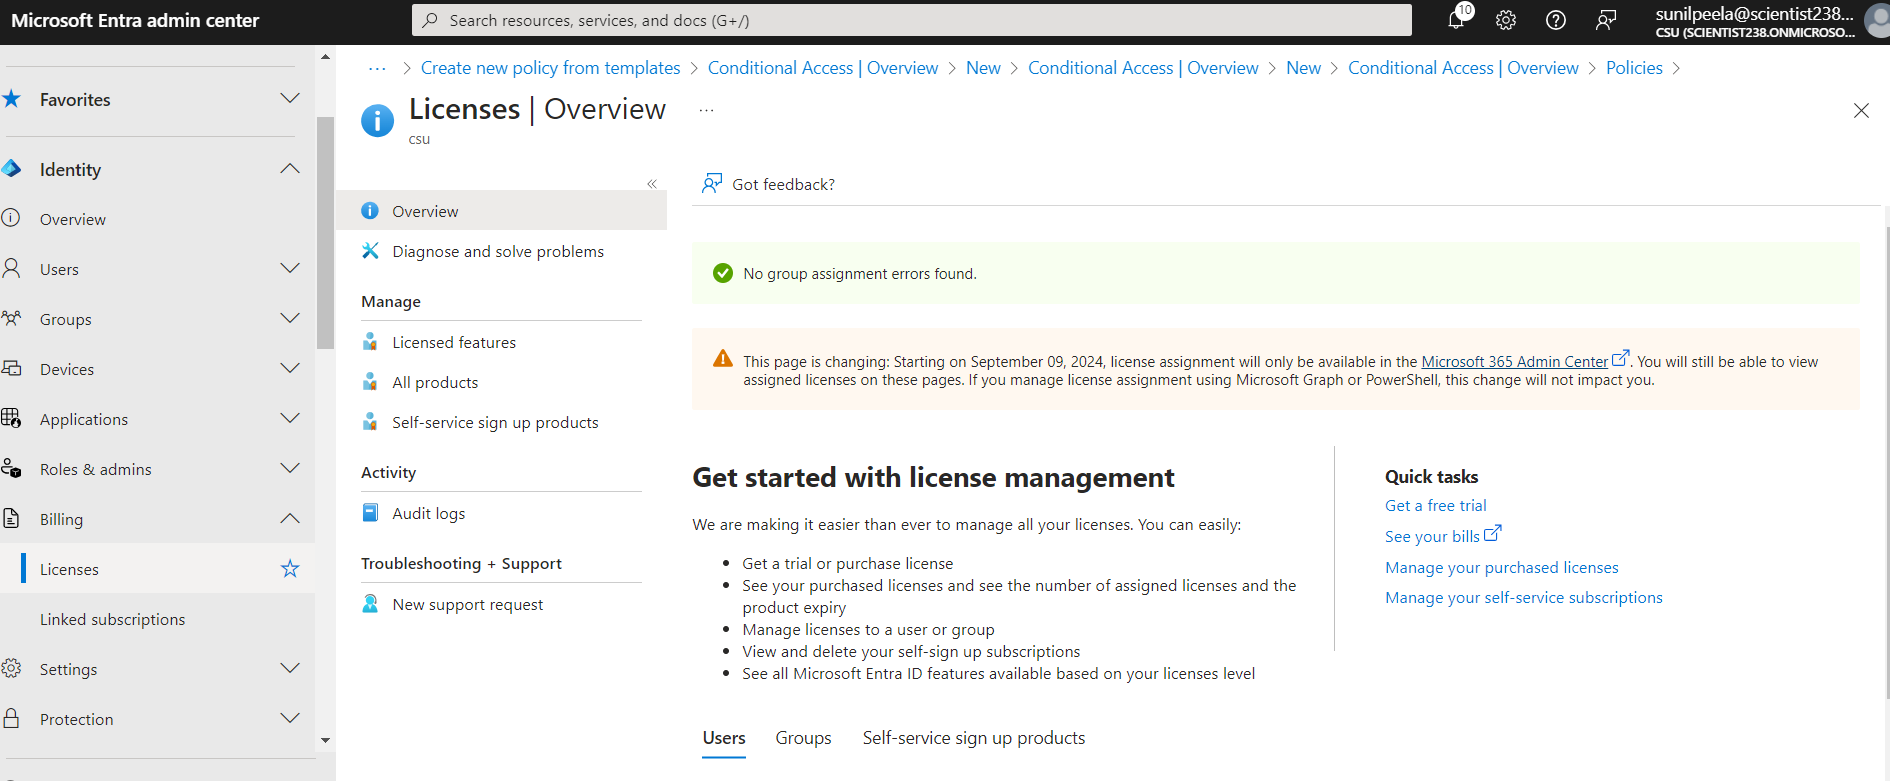 Microsoft Entra admin center
Search resources, services, and docs (G+/)
10
sunilpeela@scientist238...
CSU (SCIENTIST238.ONMICROSO...
Favorites
Identity
Overview
Users
Groups
Devices
Applications
Roles & admins
Billing
Licenses
Linked subscriptions
Settings
Protection
··· > Create new policy from templates > Conditional Access | Overview > New > Conditional Access | Overview > New > Conditional Access | Overview > Policies >
Licenses | Overview ···
csu
«
Overview
Diagnose and solve problems
Manage
Licensed features
All products
Self-service sign up products
Activity
Audit logs
Troubleshooting + Support
New support request
Got feedback?
No group assignment errors found.
This page is changing: Starting on September 09, 2024, license assignment will only be available in the Microsoft 365 Admin Center. You will still be able to view
assigned licenses on these pages. If you manage license assignment using Microsoft Graph or PowerShell, this change will not impact you.
Get started with license management
We are making it easier than ever to manage all your licenses. You can easily:
• Get a trial or purchase license
• See your purchased licenses and see the number of assigned licenses and the
product expiry
• Manage licenses to a user or group
• View and delete your self-sign up subscriptions
• See all Microsoft Entra ID features available based on your licenses level
Quick tasks
Get a free trial
See your bills
Manage your purchased licenses
Manage your self-service subscriptions
Users Groups Self-service sign up products